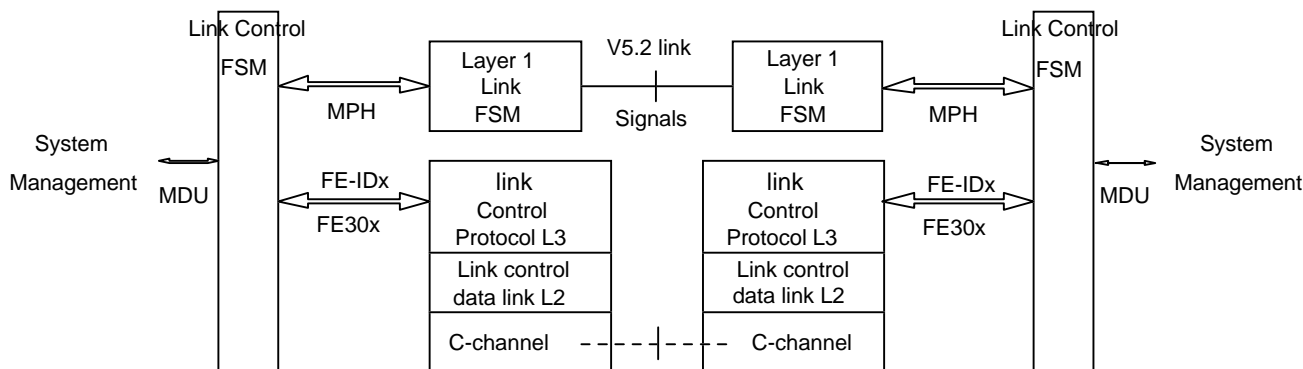 Link Control
FSM
Layer 1
Link
FSM
V5.2 link
Signals
Layer 1
Link
FSM
Link Control
FSM
MPH
MPH
System
Management
MDU
System
Management
MDU
FE-IDx
FE30x
link
Control
Protocol L3
Link control
data link L2
C-channel
link
Control
Protocol L3
Link control
data link L2
C-channel
FE-IDx
FE30x